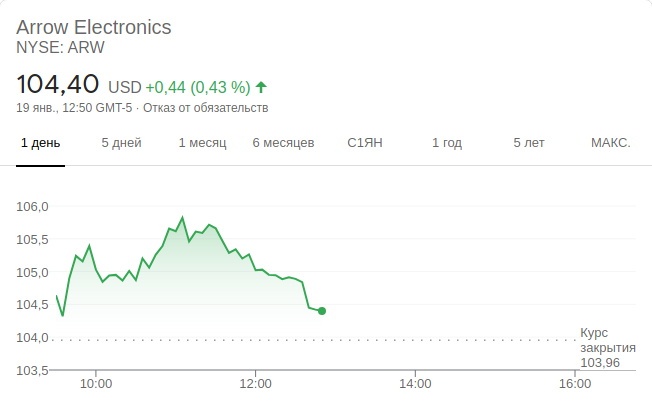 Arrow Electronics
NYSE: ARW
104,40 USD +0,44 (0,43 %)
19 янв., 12:50 GMT-5 · Отказ от обязательств
1 день 5 дней 1 месяц 6 месяцев С1ЯН 1 год 5 лет МАКС.
106,0
105,5
105,0
104,5
104,0
103,5
Курс
закрытия
103,96
10:00 12:00 14:00 16:00